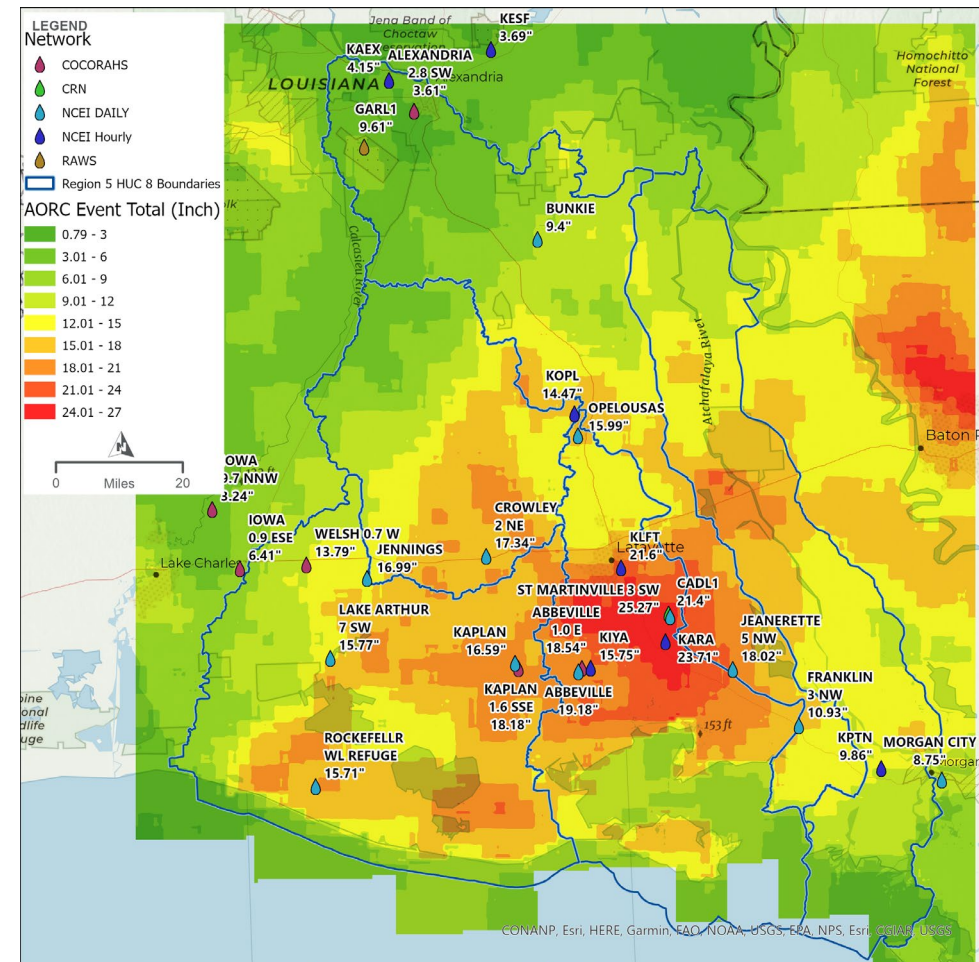 LEGEND
Network
COCORAHS
CRN
NCEI DAILY
NCEI Hourly
RAWS
Region 5 HUC 8 Boundaries
AORC Event Total (Inch)
0.79 - 3
3.01 - 6
6.01 - 9
9.01 - 12
12.01 - 15
15.01 - 18
18.01 - 21
21.01 - 24
24.01 - 27
N
0 20
Miles
Jena Band of
Choctaw
Reservation
KESF
3.69"
KAEX
4.15"
ALEXANDRIA
2.8 SW
3.61"
Alexandria
LOUISIANA
GARL1
9.61"
Homochitto
National
Forest
BUNKIE
9.4"
Calcasieu River
Atchafalaya River
KOPL
14.47"
OPELOUSAS
15.99"
Baton R
IOWA
9.7 NNW
3.24"
IOWA
0.9 ESE
6.41"
Lake Charles
WELSH 0.7 W
13.79"
JENNINGS
16.99"
CROWLEY
2 NE
17.34"
Lafayette
KLFT
21.6"
ST MARTINVILLE 3 SW
25.27"
CADL1
21.4"
LAKE ARTHUR
7 SW
15.77"
KAPLAN
16.59"
ABBEVILLE
1.0 E
18.54"
KIYA
15.75"
KARA
23.71"
JEANERETTE
5 NW
18.02"
KAPLAN
1.6 SSE
18.18"
ABBEVILLE
19.18"
FRANKLIN
3 NW
10.93"
153 ft
ROCKEFELLR
WL REFUGE
15.71"
KPTN
9.86"
MORGAN CITY
8.75"
CONANP, Esri, HERE, Garmin, FAO, NOAA, USGS, EPA, NPS, Esri, CGIAR, USGS